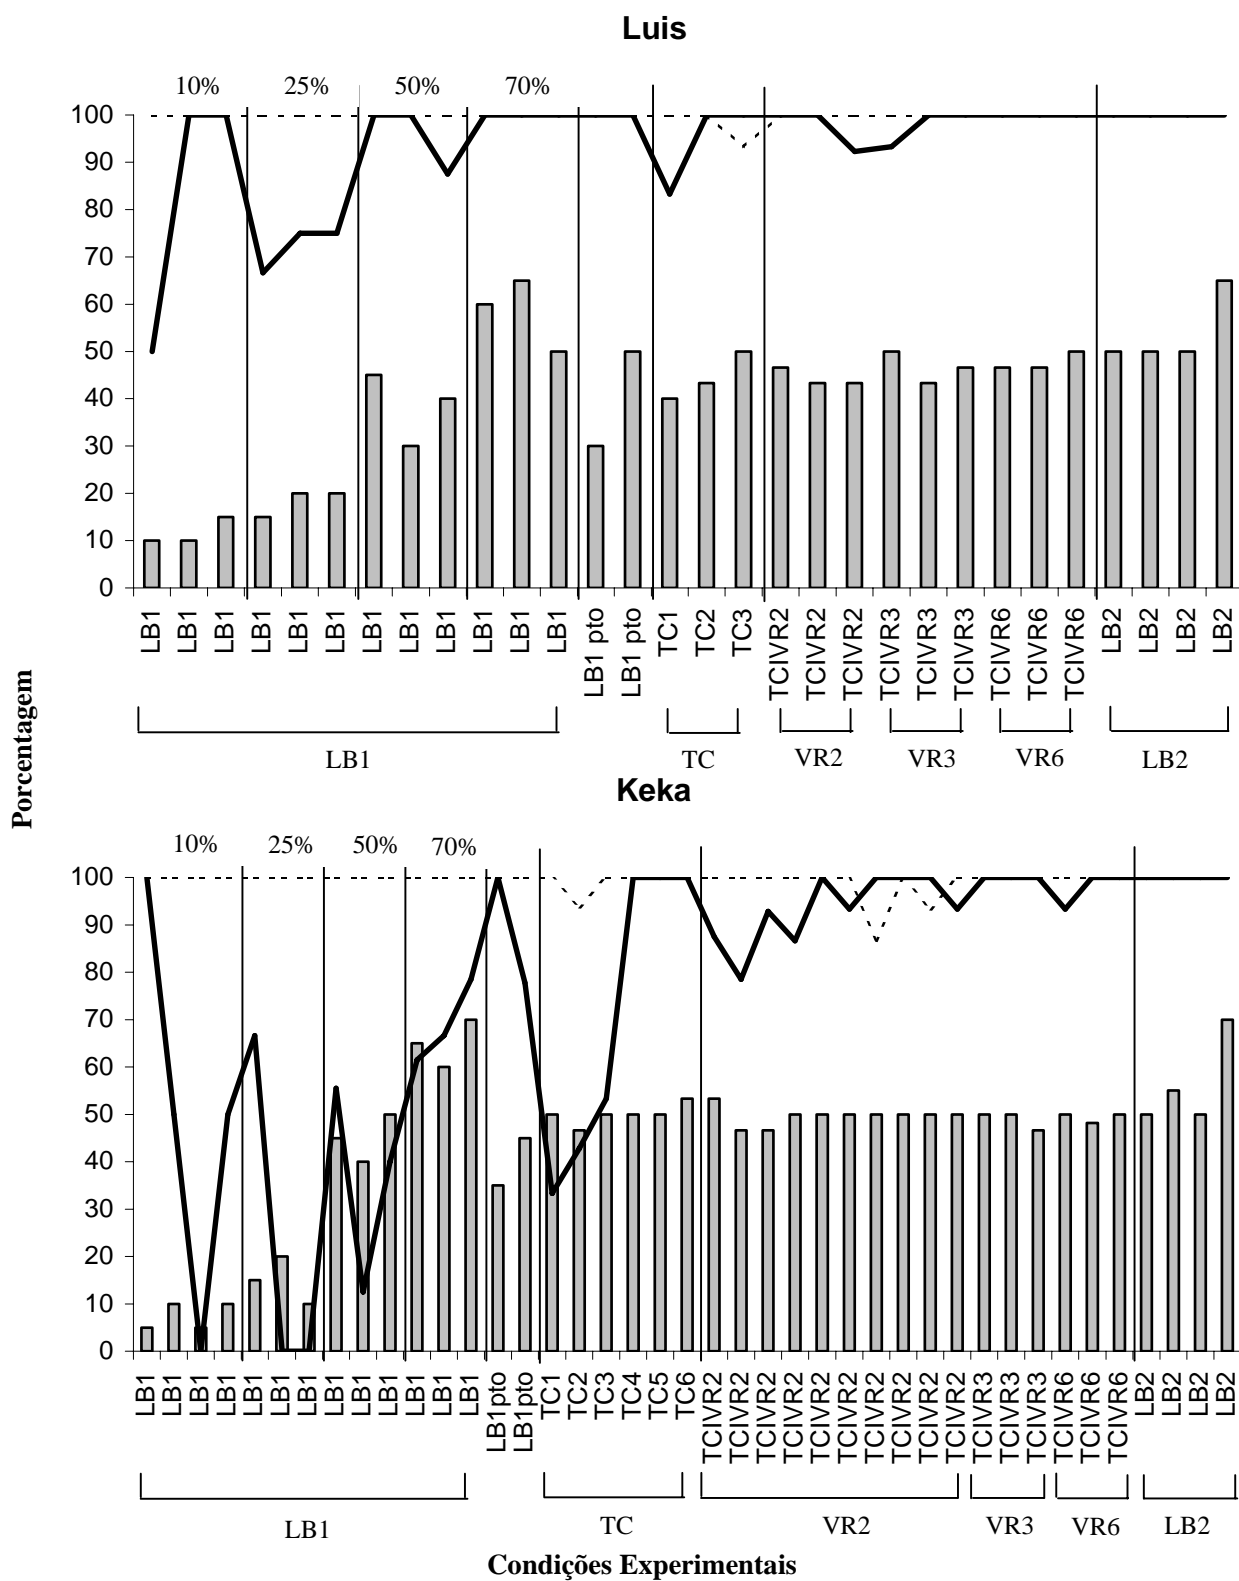 Luis
10% 25% 50% 70%
100
90
80
70
60
50
40
30
20
10
0
LB1 LB1 LB1 LB1 LB1 LB1 LB1 LB1 LB1 LB1 LB1 LB1 LB1 pto LB1 pto TC1 TC2 TC3 TCIVR2 TCIVR2 TCIVR2 TCIVR3 TCIVR3 TCIVR3 TCIVR6 TCIVR6 TCIVR6 LB2 LB2 LB2 LB2
LB1 TC VR2 VR3 VR6 LB2
Porcentagem
Keka
10% 25% 50% 70%
100
90
80
70
60
50
40
30
20
10
0
LB1 LB1 LB1 LB1 LB1 LB1 LB1 LB1 LB1 LB1 LB1 LB1 LB1 LB1pto LB1pto TC1 TC2 TC3 TC4 TC5 TC6 TCIVR2 TCIVR2 TCIVR2 TCIVR2 TCIVR2 TCIVR2 TCIVR2 TCIVR2 TCIVR2 TCIVR2 TCIVR3 TCIVR3 TCIVR3 TCIVR6 TCIVR6 TCIVR6 LB2 LB2 LB2 LB2
LB1 TC VR2 VR3 VR6 LB2
Condições Experimentais